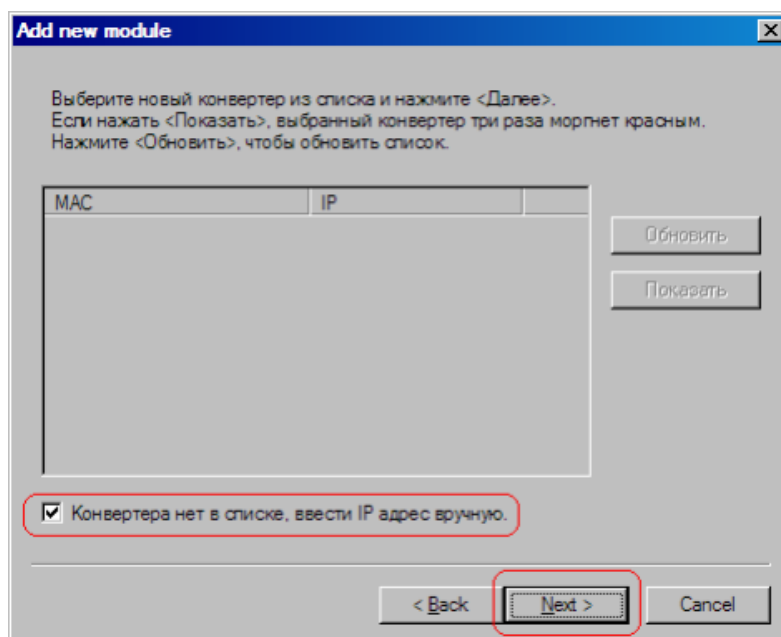 Add new module
Выберите новый конвертер из списка и нажмите <Далее>.
Если нажать <Показать>, выбранный конвертер три раза моргнет красным.
Нажмите <Обновить>, чтобы обновить список.
MAC IP
Обновить
Показать
Конвертера нет в списке, ввести IP адрес вручную.
< Back Next > Cancel